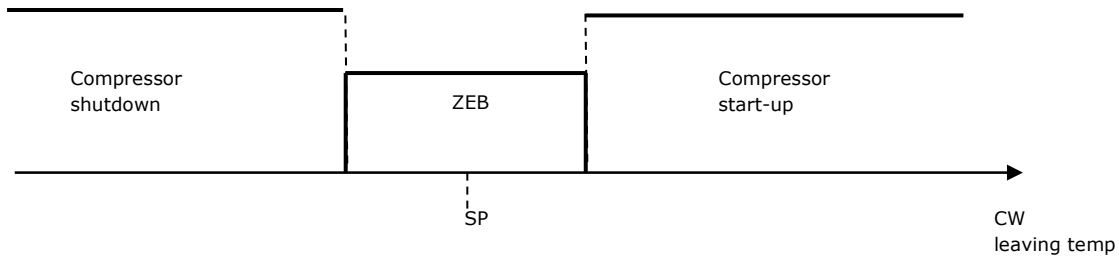 Compressor
shutdown
ZEB
Compressor
start-up
SP
CW
leaving temp